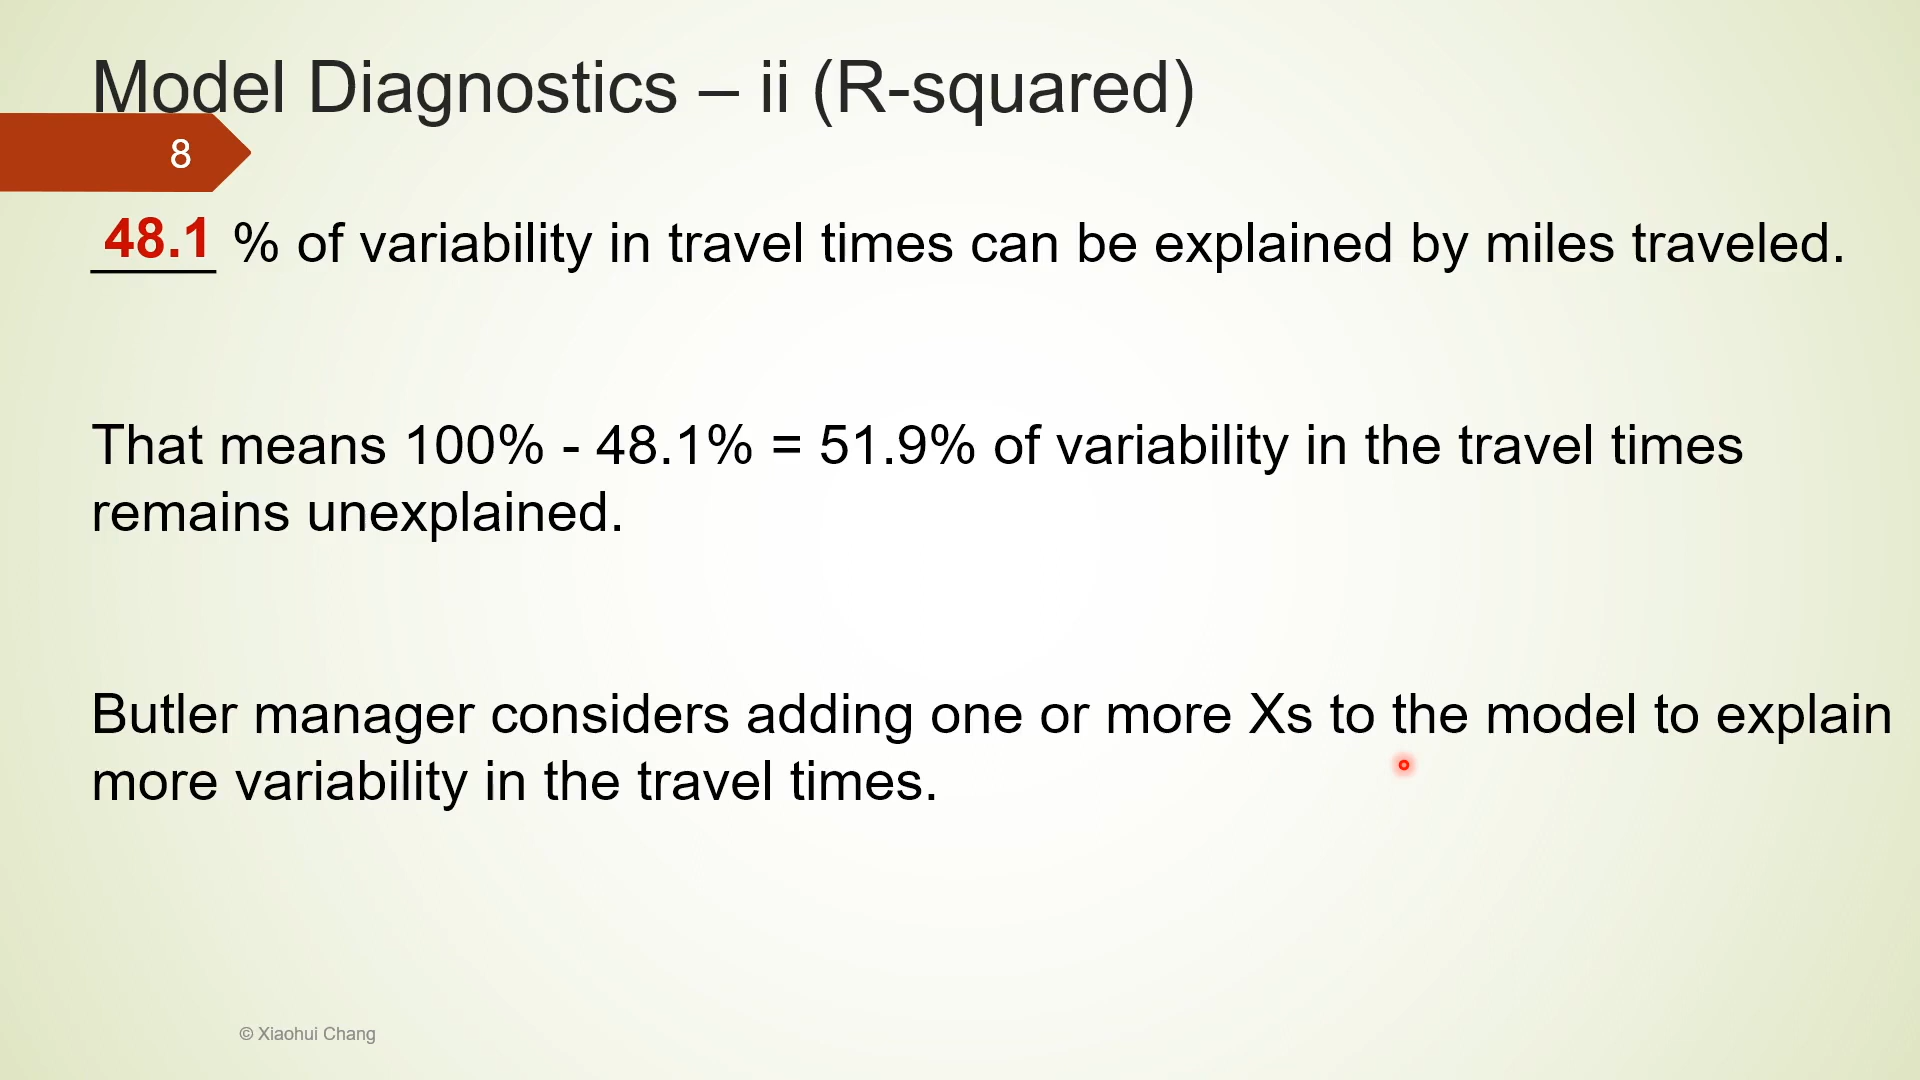 Model Diagnostics – ii (R-squared)
8
48.1 % of variability in travel times can be explained by miles traveled.
That means 100% - 48.1% = 51.9% of variability in the travel times
remains unexplained.
Butler manager considers adding one or more Xs to the model to explain
more variability in the travel times.
© Xiaohui Chang